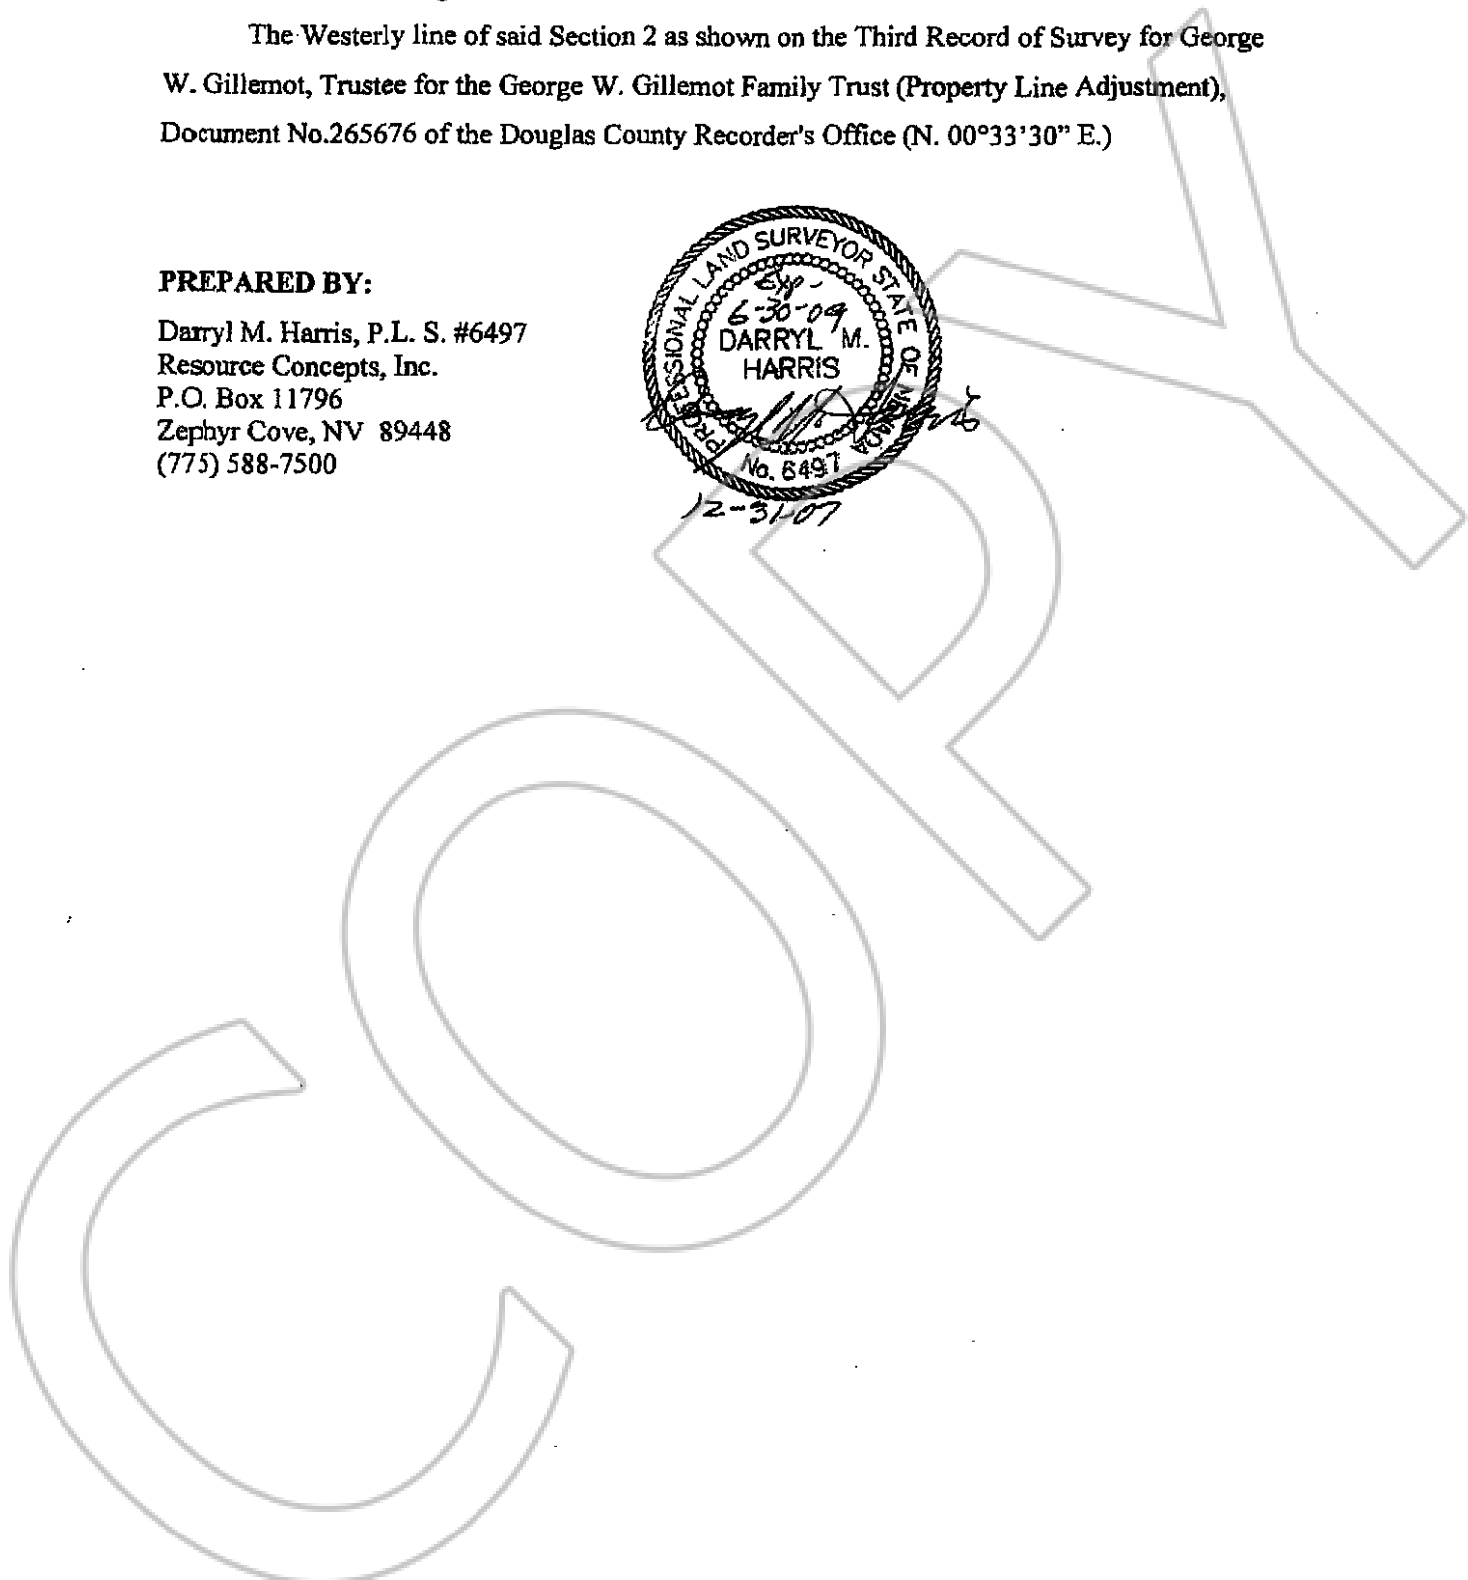 The Westerly line of said Section 2 as shown on the Third Record of Survey for George
W. Gillemot, Trustee for the George W. Gillemot Family Trust (Property Line Adjustment),
Document No.265676 of the Douglas County Recorder's Office (N. 00°33'30” E.)
PREPARED BY:
Darryl M. Harris, P.L. S. #6497
Resource Concepts, Inc.
P.O. Box 11796
Zephyr Cove, NV 89448
(775) 588-7500
PROFESSIONAL LAND SURVEYOR STATE OF NEVADA
Exp.
6-30-09
DARRYL M.
HARRIS
No. 6497
12-31-07
COPY